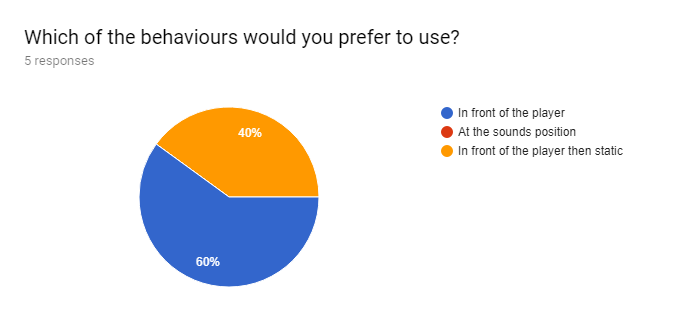 Which of the behaviours would you prefer to use?
5 responses
In front of the player
At the sounds position
In front of the player then static
40%
60%